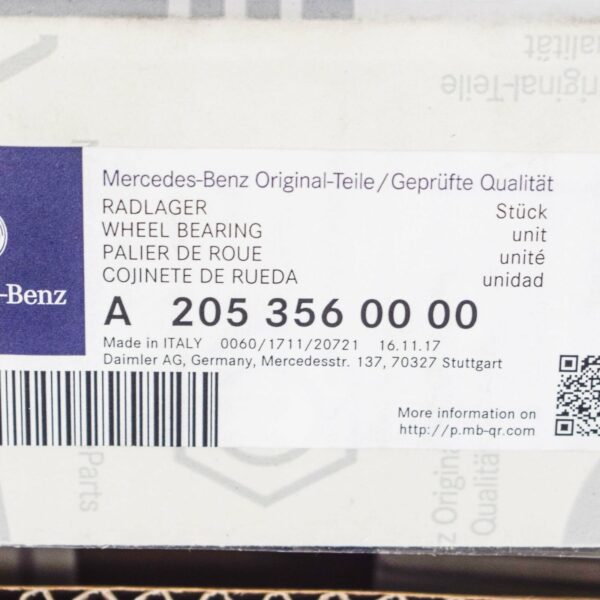 Qualität
Original-Teile
Mercedes-Benz Original-Teile/Geprüfte Qualität
RADLAGER Stück
WHEEL BEARING unit
PALIER DE ROUE unité
COJINETE DE RUEDA unidad
-Benz
A 205 356 00 00
Made in ITALY 0060/1711/20721 16.11.17
Daimler AG, Germany, Mercedesstr. 137, 70327 Stuttgart
More information on
http://p.mb-qr.com
Parts
Qualität